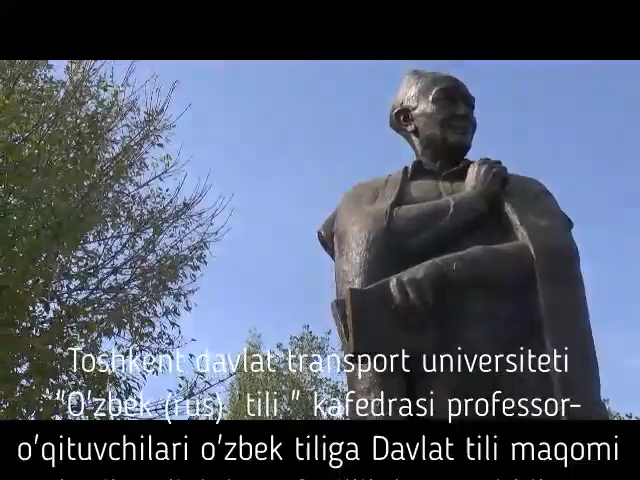 Toshkent davlat transport universiteti
"O'zbek (rus) tili " kafedrasi professor-
o'qituvchilari o'zbek tiliga Davlat tili maqomi